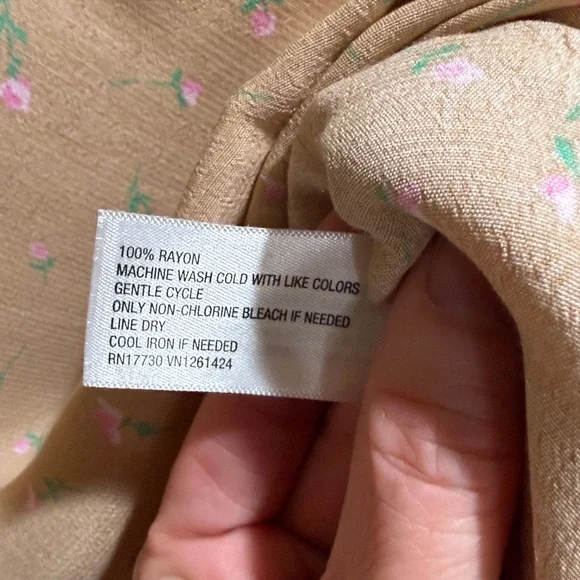 100% RAYON
MACHINE WASH COLD WITH LIKE COLORS
GENTLE CYCLE
ONLY NON-CHLORINE BLEACH IF NEEDED
LINE DRY
COOL IRON IF NEEDED
RN17730 VN1261424